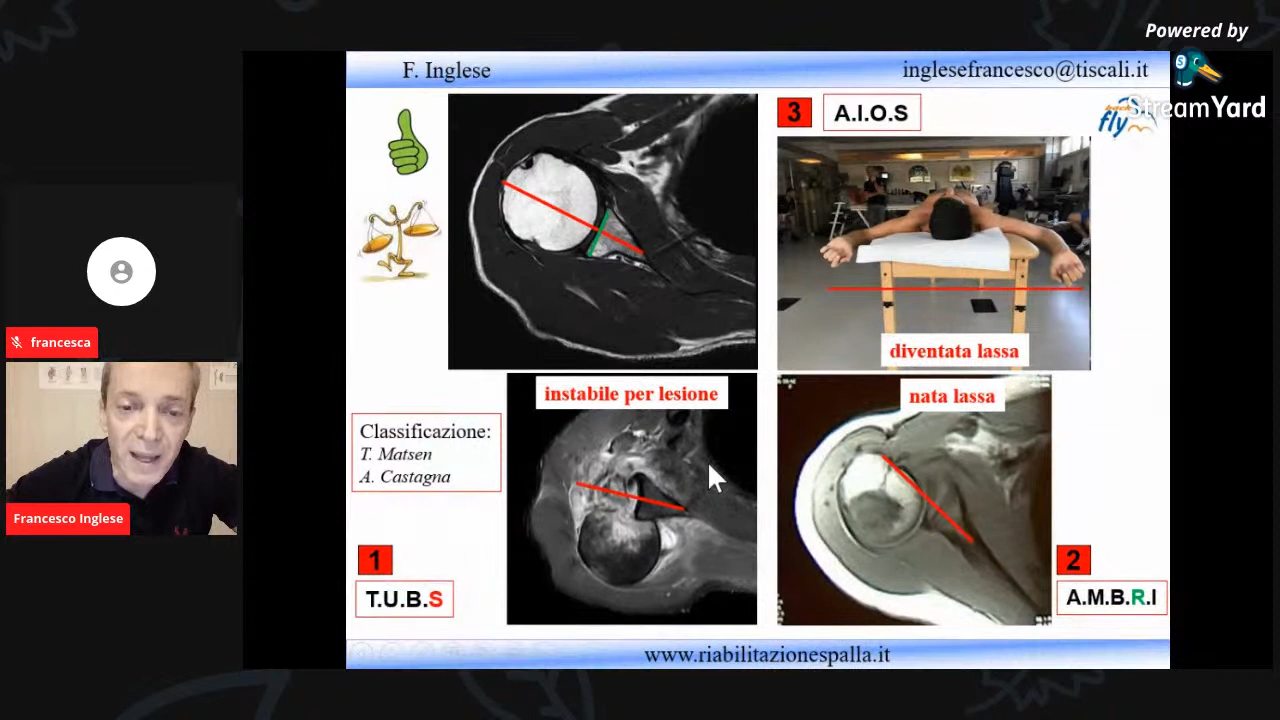 Powered by
StreamYard
F. Inglese
inglesefrancesco@tiscali.it
3
A.I.O.S
fly
diventata lassa
instabile per lesione
nata lassa
Classificazione:
T. Matsen
A. Castagna
1
T.U.B.S
2
A.M.B.R.I
www.riabilitazionespalla.it
francesca
Francesco Inglese